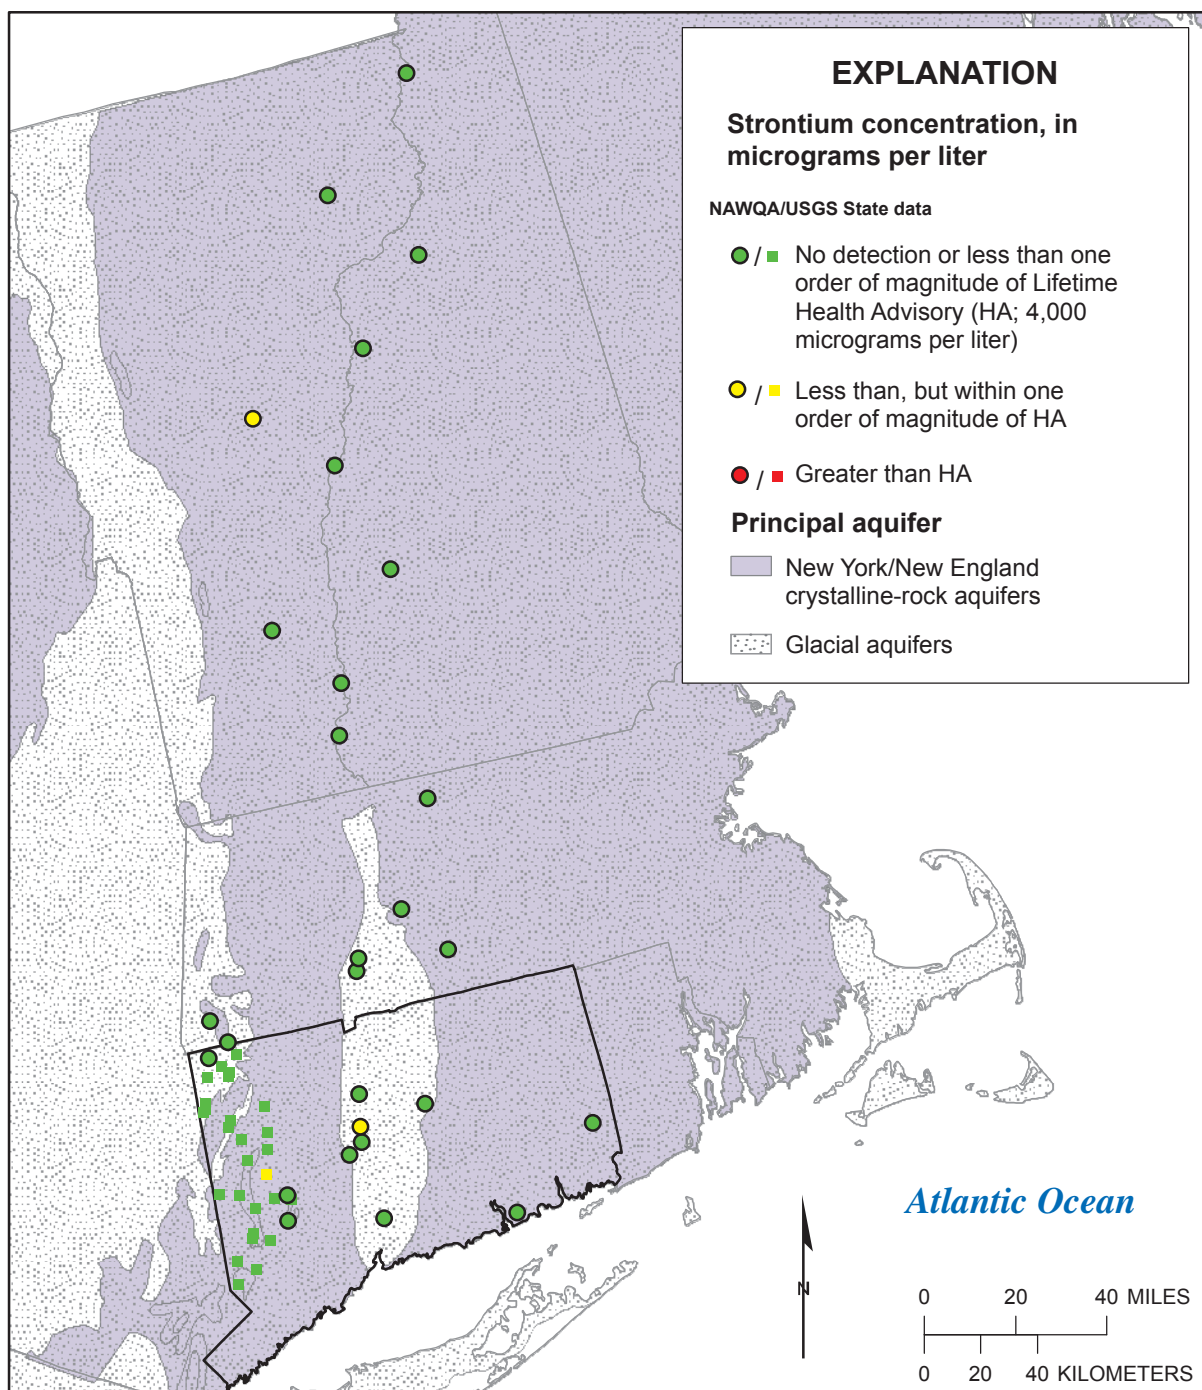 EXPLANATION
Strontium concentration, in
micrograms per liter
NAWQA/USGS State data
/ No detection or less than one
order of magnitude of Lifetime
Health Advisory (HA; 4,000
micrograms per liter)
/ Less than, but within one
order of magnitude of HA
/ Greater than HA
Principal aquifer
New York/New England
crystalline-rock aquifers
Glacial aquifers
Atlantic Ocean
N
0 20 40 MILES
0 20 40 KILOMETERS